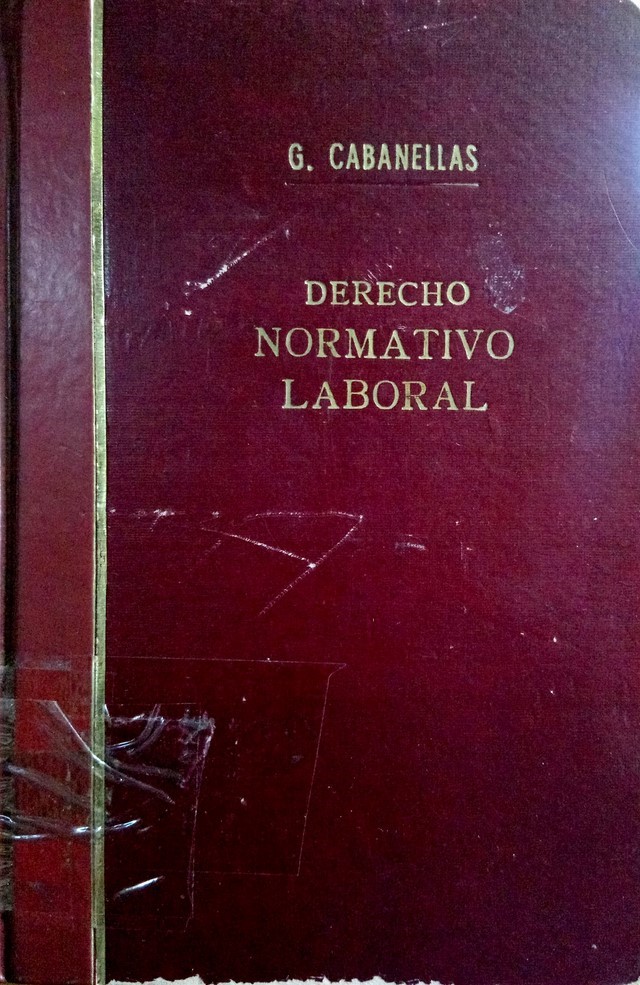 G. CABANELLAS
DERECHO
NORMATIVO
LABORAL